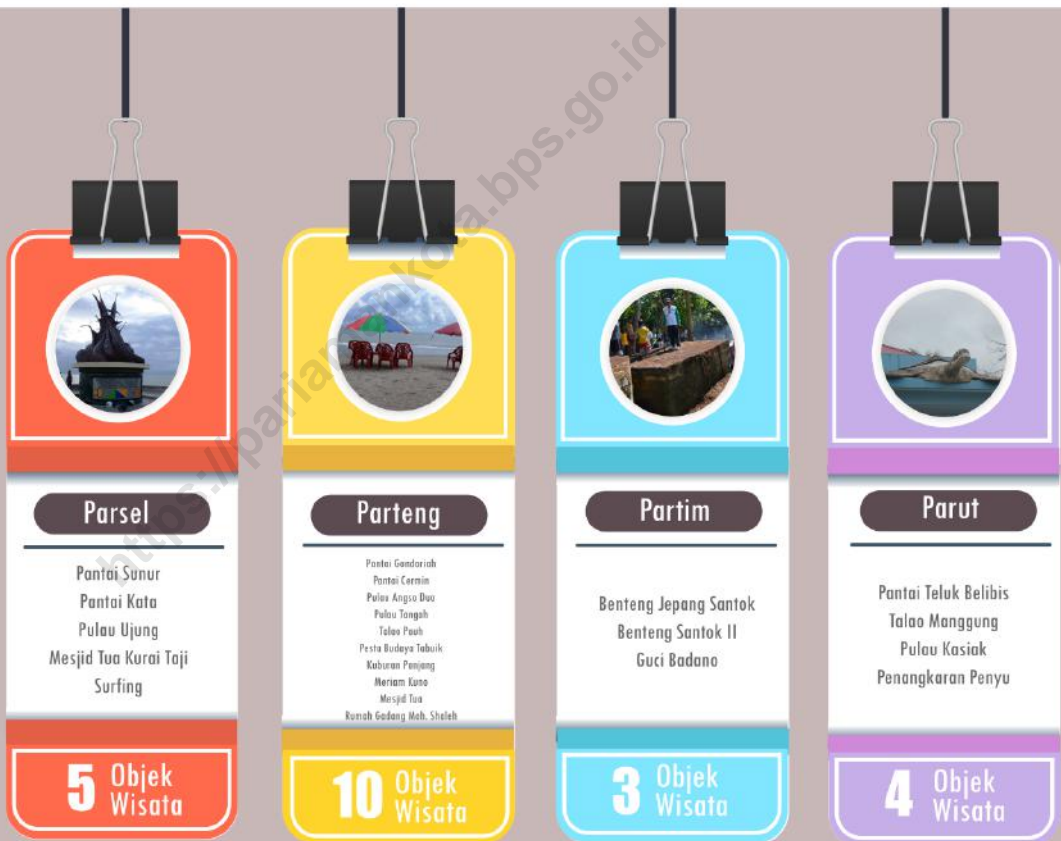 https://pariamankota.bps.go.id
Parsel
Pantai Sunur
Pantai Kata
Pulau Ujung
Mesjid Tua Kurai Taji
Surfing
5 Objek
Wisata
Parteng
Pantai Gandoriah
Pantai Cermin
Pulau Angso Duo
Pulau Tangah
Talao Pauh
Pesta Budaya Tabuik
Kuburan Panjang
Meriam Kuno
Mesjid Tua
Rumah Gadang Moh. Shaleh
10 Objek
Wisata
Partim
Benteng Jepang Santok
Benteng Santok II
Guci Badano
3 Objek
Wisata
Parut
Pantai Teluk Belibis
Talao Manggung
Pulau Kasiak
Penangkaran Penyu
4 Objek
Wisata